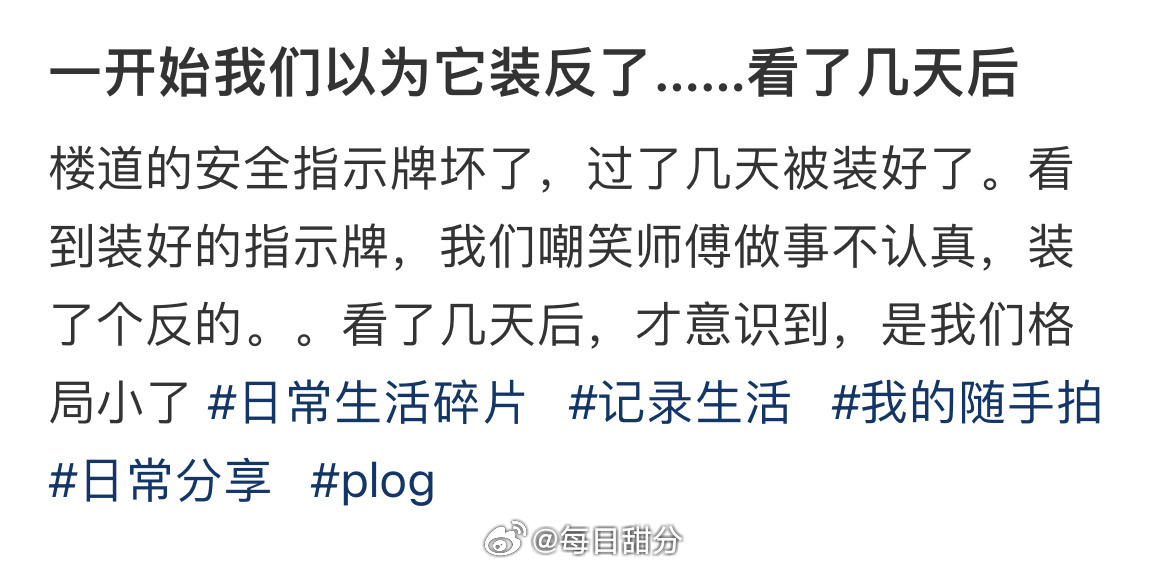 一开始我们以为它装反了......看了几天后
楼道的安全指示牌坏了，过了几天被装好了。看
到装好的指示牌，我们嘲笑师傅做事不认真，装
了个反的。。看了几天后，才意识到，是我们格
局小了 #日常生活碎片 #记录生活 #我的随手拍
#日常分享 #plog
@每日甜分